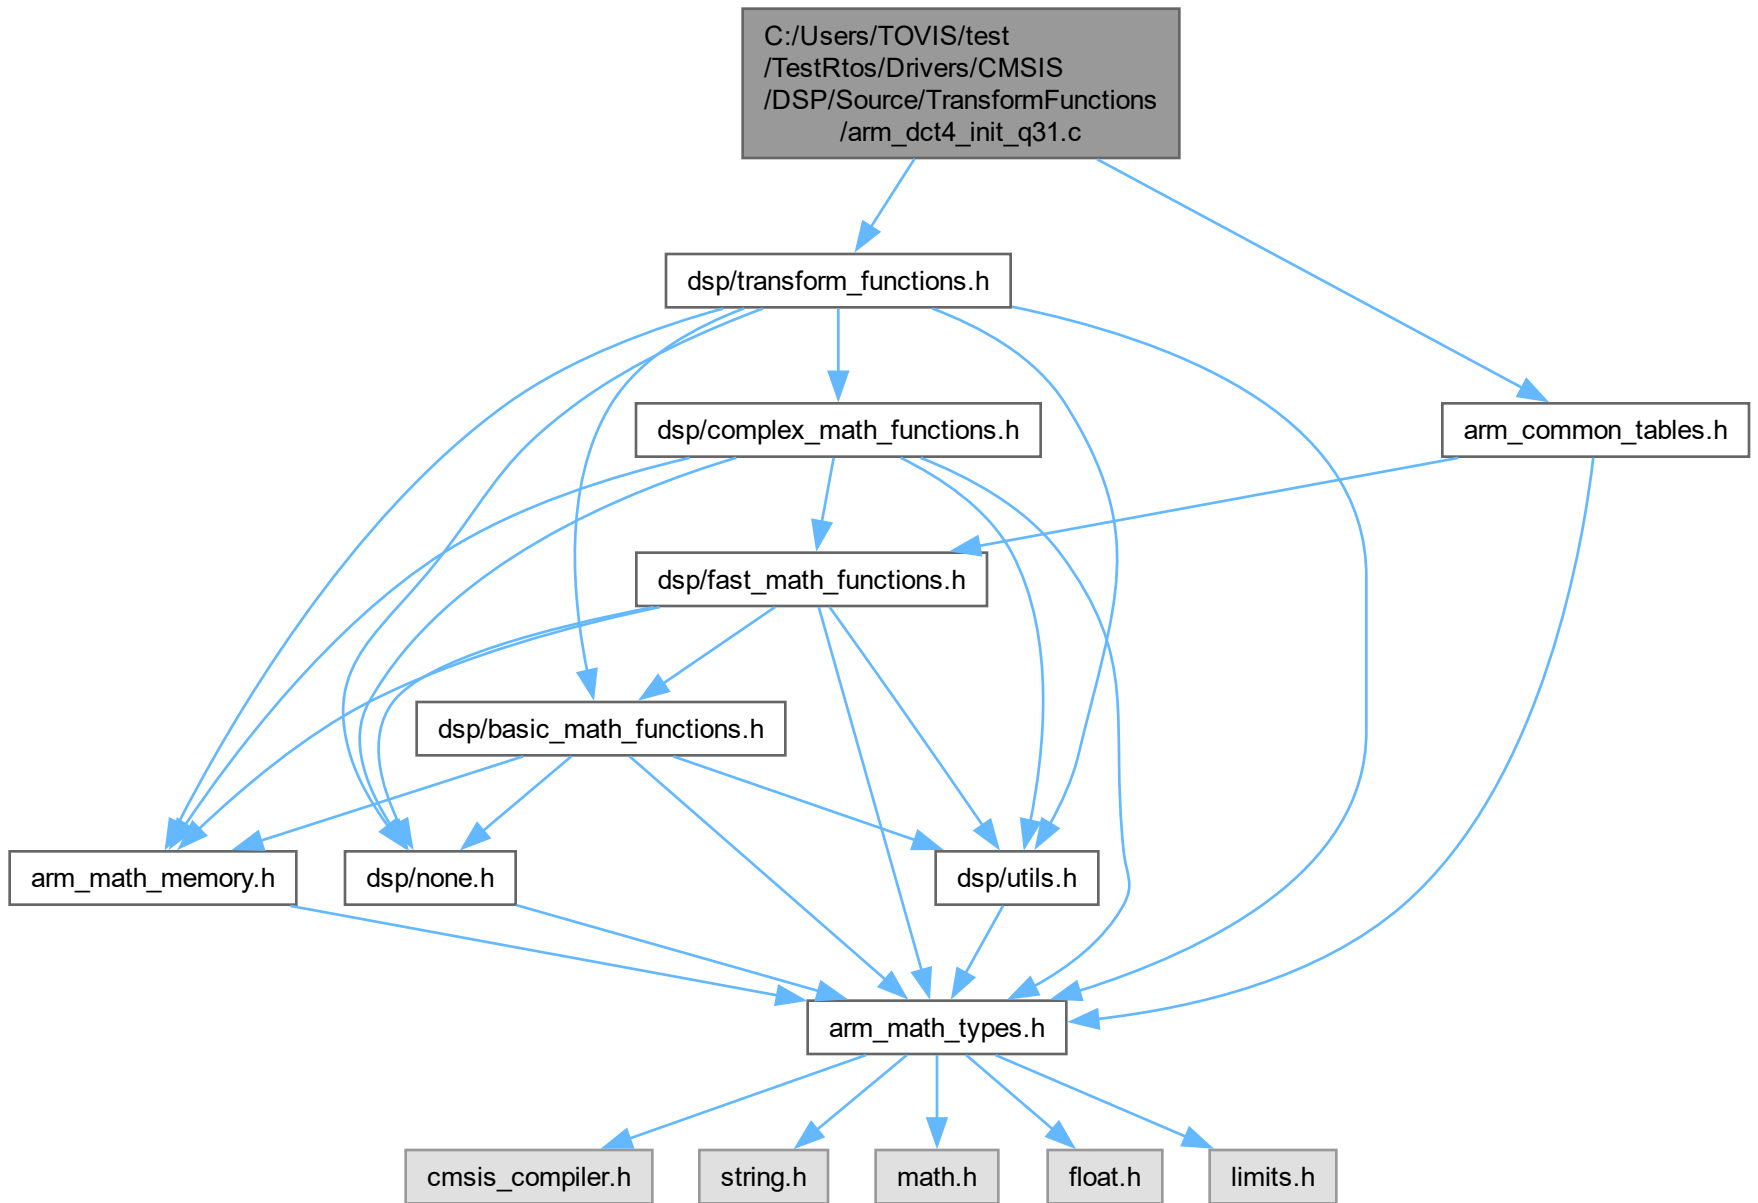 C:/Users/TOVIS/test
/TestRtos/Drivers/CMSIS
/DSP/Source/TransformFunctions
/arm_dct4_init_q31.c
dsp/transform_functions.h
dsp/complex_math_functions.h
arm_common_tables.h
dsp/fast_math_functions.h
dsp/basic_math_functions.h
arm_math_memory.h
dsp/none.h
dsp/utils.h
arm_math_types.h
cmsis_compiler.h
string.h
math.h
float.h
limits.h